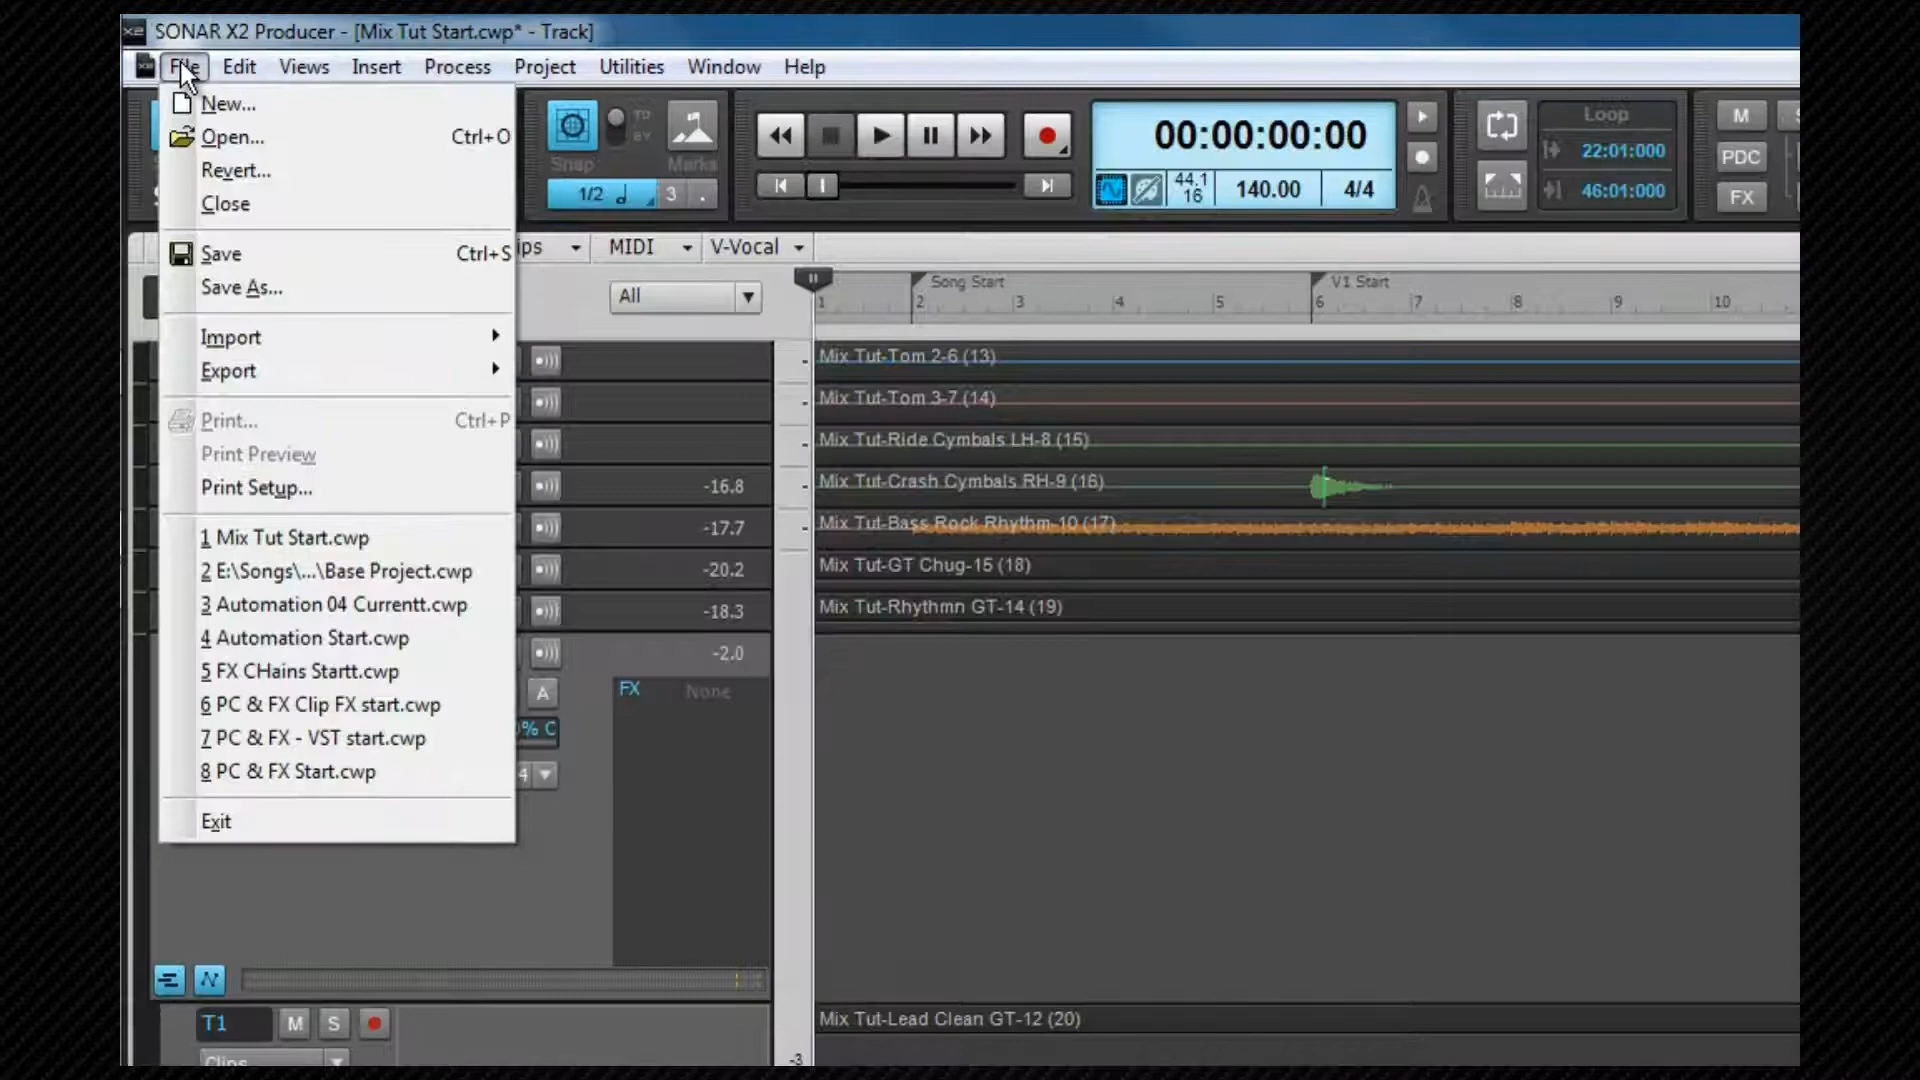 SONAR X2 Producer - [Mix Tut Start.cwp* - Track]
File Edit Views Insert Process Project Utilities Window Help
New...
Open... Ctrl+O
Revert...
Close
Save Ctrl+S
Save As...
Import
Export
Print... Ctrl+P
Print Preview
Print Setup...
1 Mix Tut Start.cwp
2 E:\Songs\...\Base Project.cwp
3 Automation 04 Currentt.cwp
4 Automation Start.cwp
5 FX CHains Startt.cwp
6 PC & FX Clip FX start.cwp
7 PC & FX - VST start.cwp
8 PC & FX Start.cwp
Exit
TO
BY
Snap Marks
1/2 3
00:00:00:00
44.1
16 140.00 4/4
Loop
22:01:000
46:01:000
M
PDC
FX
ips MIDI V-Vocal
All
Song Start V1 Start
1 2 3 4 5 6 7 8 9 10
Mix Tut-Tom 2-6 (13)
Mix Tut-Tom 3-7 (14)
Mix Tut-Ride Cymbals LH-8 (15)
-16.8 Mix Tut-Crash Cymbals RH-9 (16)
-17.7 Mix Tut-Bass Rock Rhythm-10 (17)
-20.2 Mix Tut-GT Chug-15 (18)
-18.3 Mix Tut-Rhythmn GT-14 (19)
-2.0
A FX None
% C
4
T1 M S Mix Tut-Lead Clean GT-12 (20)
Clips
-3